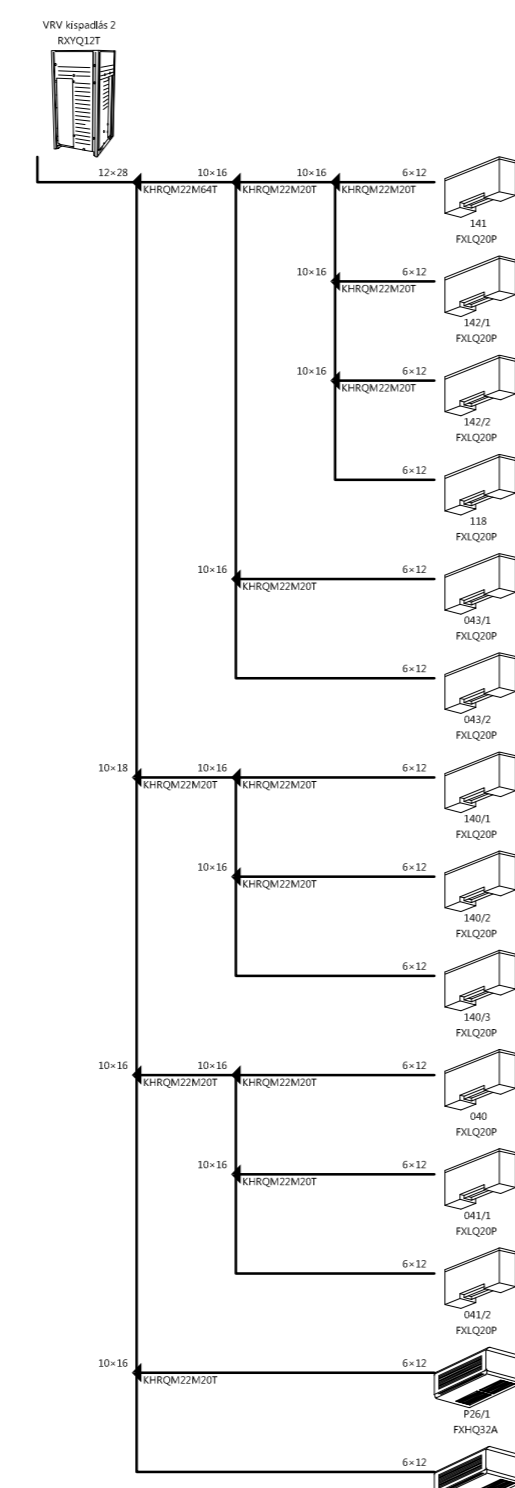 VRV kispadlás 2
RXYQ12T
12×28 10×16 10×16 6×12
KHRQM22M64T KHRQM22M20T KHRQM22M20T
141
FXLQ20P
10×16 6×12
KHRQM22M20T
142/1
FXLQ20P
10×16 6×12
KHRQM22M20T
142/2
FXLQ20P
6×12
118
FXLQ20P
10×16 6×12
KHRQM22M20T
043/1
FXLQ20P
6×12
043/2
FXLQ20P
10×18 10×16 6×12
KHRQM22M20T KHRQM22M20T
140/1
FXLQ20P
10×16 6×12
KHRQM22M20T
140/2
FXLQ20P
6×12
140/3
FXLQ20P
10×16 10×16 6×12
KHRQM22M20T KHRQM22M20T
040
FXLQ20P
10×16 6×12
KHRQM22M20T
041/1
FXLQ20P
6×12
041/2
FXLQ20P
10×16 6×12
KHRQM22M20T
P26/1
FXHQ32A
6×12